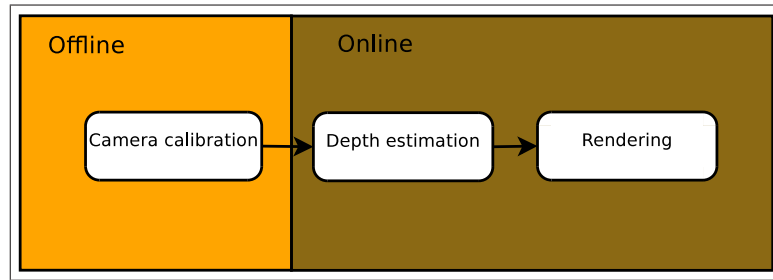 Offline
Online
Camera calibration
Depth estimation
Rendering